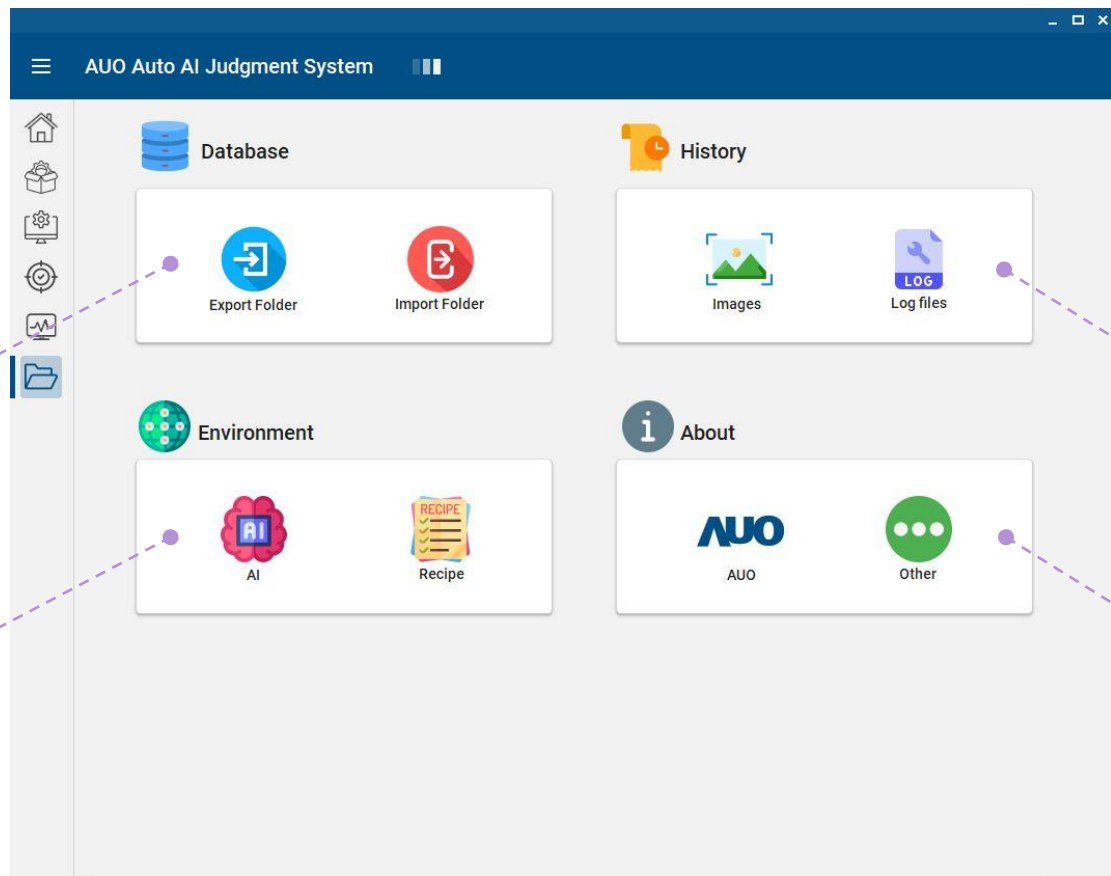 AUO Auto AI Judgment System
Database
Export Folder
Import Folder
History
Images
LOG
Log files
Environment
AI
AI
RECIPE
Recipe
About
AUO
AUO
Other